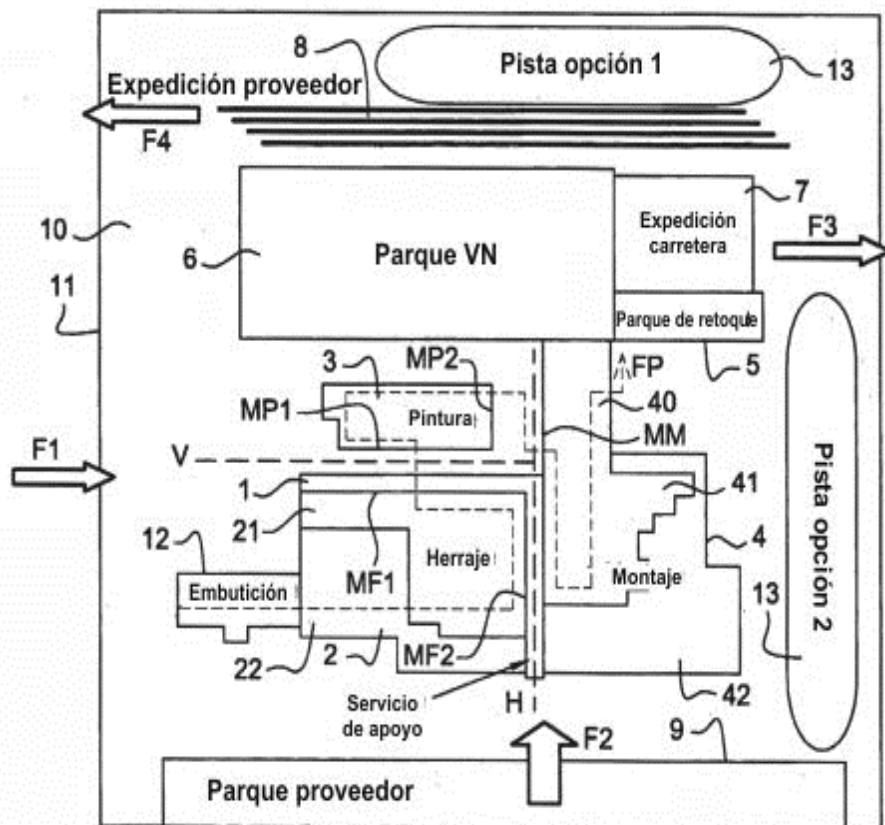 8
Pista opción 1
13
Expedición proveedor
F4
7
10
Expedición
carretera
F3
6
Parque VN
11
Parque de retoque
3
MP2
5
FP
MP1
Pintura
40
F1
MM
V
1
41
21
12
Herraje
4
Embutición
MF1
Montaje
Pista opción 2
13
22
2
MF2
42
Servicio
de apoyo
H
F2
9
Parque proveedor